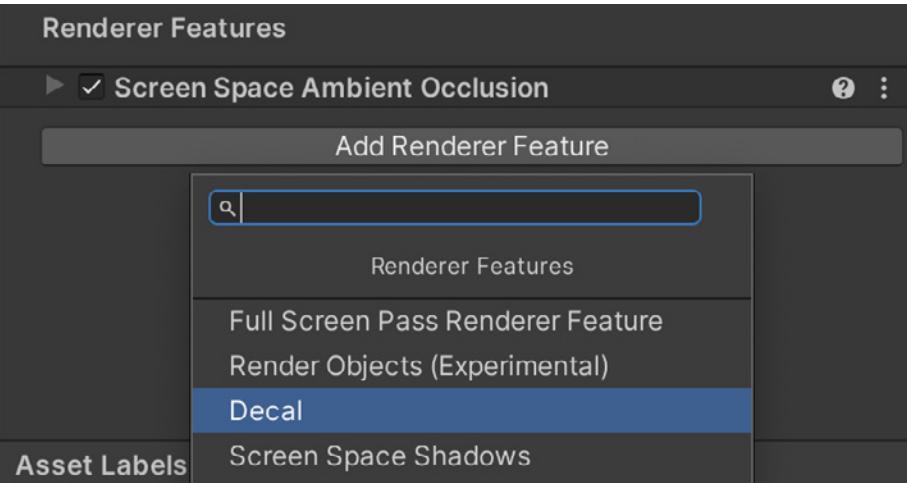 Renderer Features
Screen Space Ambient Occlusion
Add Renderer Feature
Renderer Features
Full Screen Pass Renderer Feature
Render Objects (Experimental)
Decal
Screen Space Shadows
Asset Labels